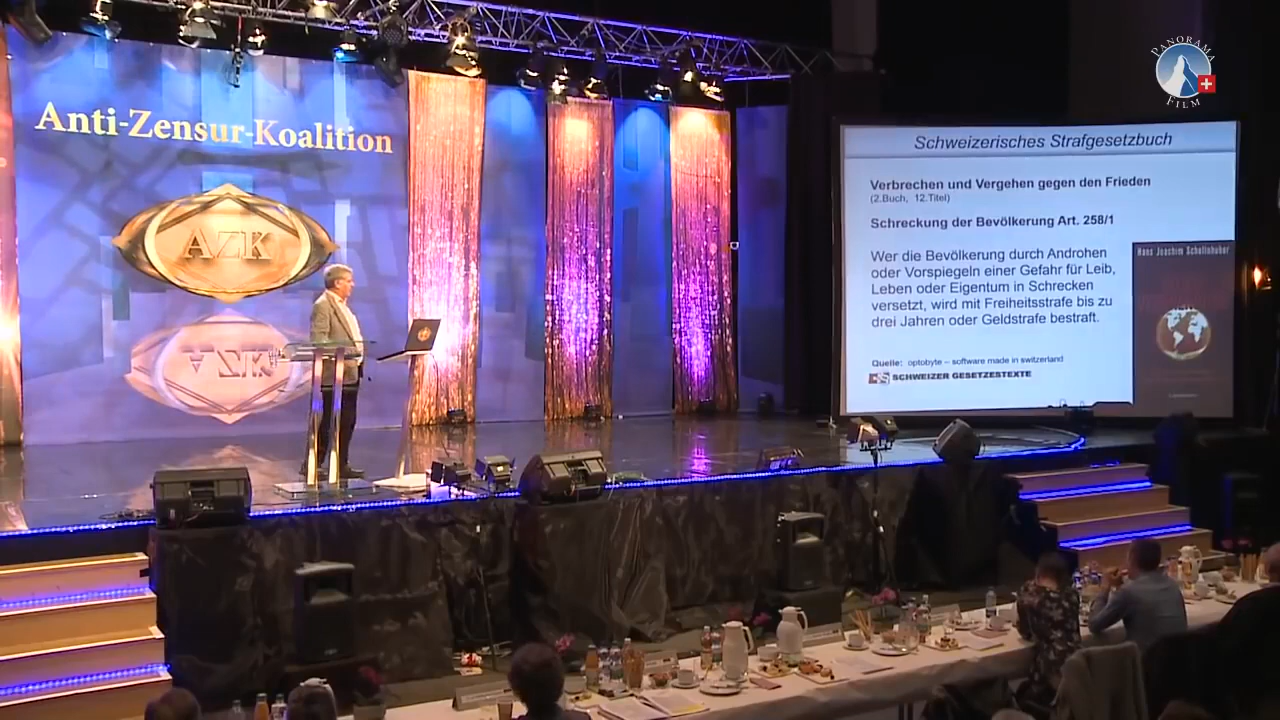 PANORAMA
FILM
Anti-Zensur-Koalition
AZK
Schweizerisches Strafgesetzbuch
Verbrechen und Vergehen gegen den Frieden
(2.Buch, 12.Titel)
Schreckung der Bevölkerung Art. 258/1
Wer die Bevölkerung durch Androhen
oder Vorspiegeln einer Gefahr für Leib,
Leben oder Eigentum in Schrecken
versetzt, wird mit Freiheitsstrafe bis zu
drei Jahren oder Geldstrafe bestraft.
Quelle: optobyte – software made in switzerland
SCHWEIZER GESETZESTEXTE
Hans Joachim Schellnhuber